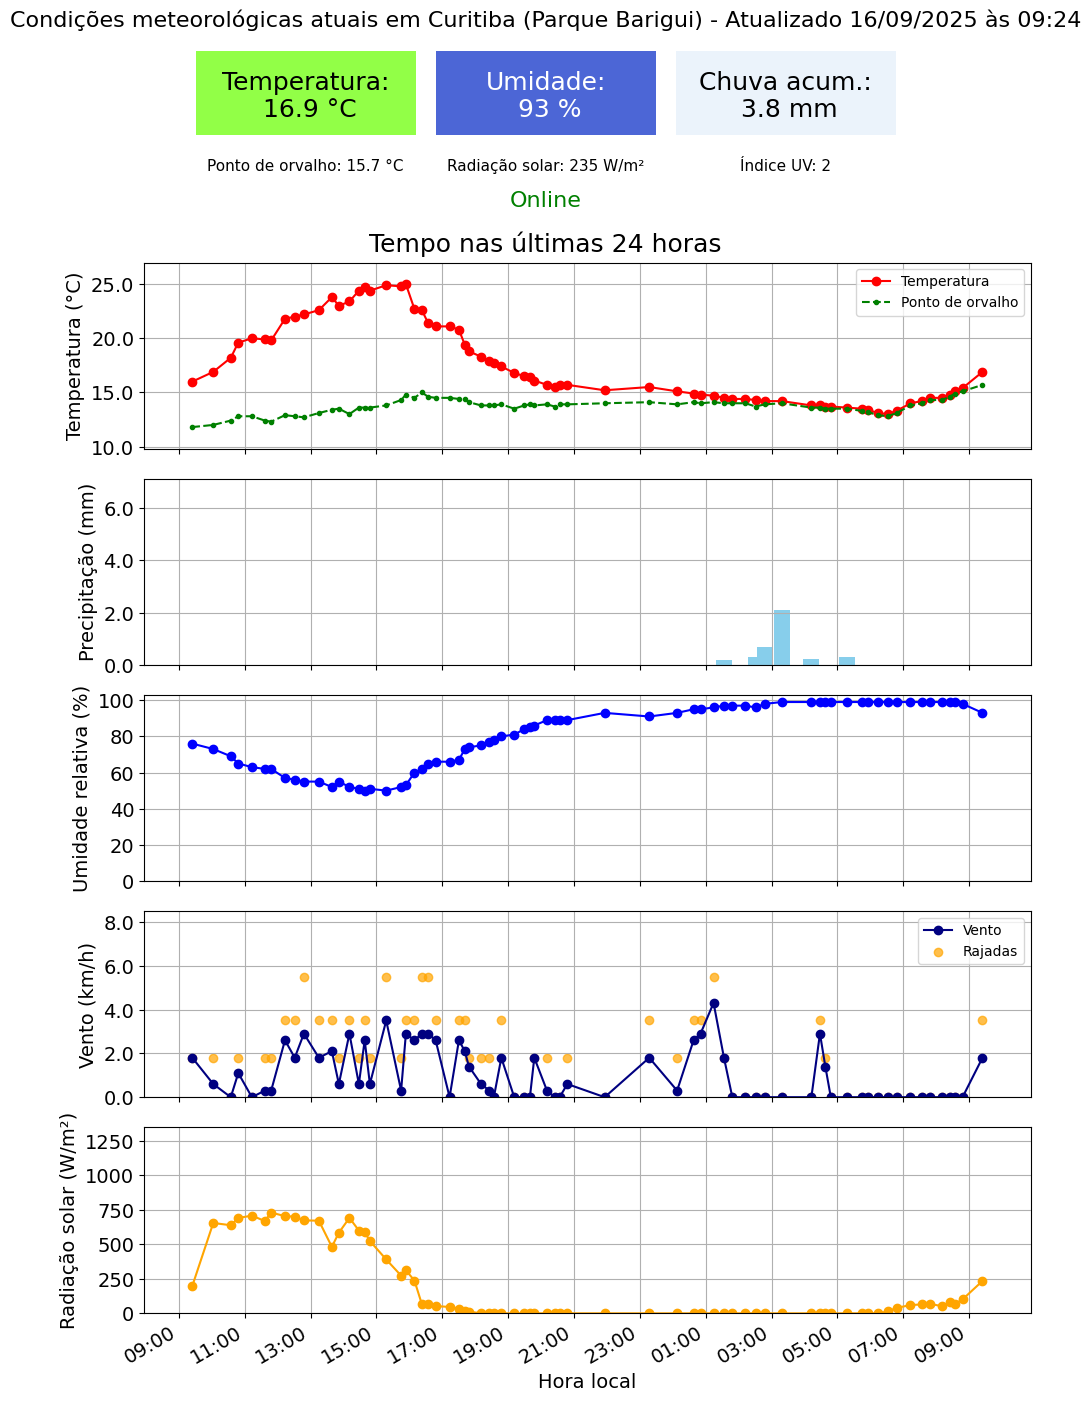 Condições meteorológicas atuais em Curitiba (Parque Barigui) - Atualizado 16/09/2025 às 09:24
Temperatura:
16.9 °C
Umidade:
93 %
Chuva acum.:
3.8 mm
Ponto de orvalho: 15.7 °C
Radiação solar: 235 W/m²
Índice UV: 2
Online
Tempo nas últimas 24 horas
Temperatura (°C)
25.0
20.0
15.0
10.0
Temperatura
Ponto de orvalho
Precipitação (mm)
6.0
4.0
2.0
0.0
Umidade relativa (%)
100
80
60
40
20
0
Vento (km/h)
8.0
6.0
4.0
2.0
0.0
Vento
Rajadas
Radiação solar (W/m²)
1250
1000
750
500
250
0
09:00
11:00
13:00
15:00
17:00
19:00
21:00
23:00
01:00
03:00
05:00
07:00
09:00
Hora local